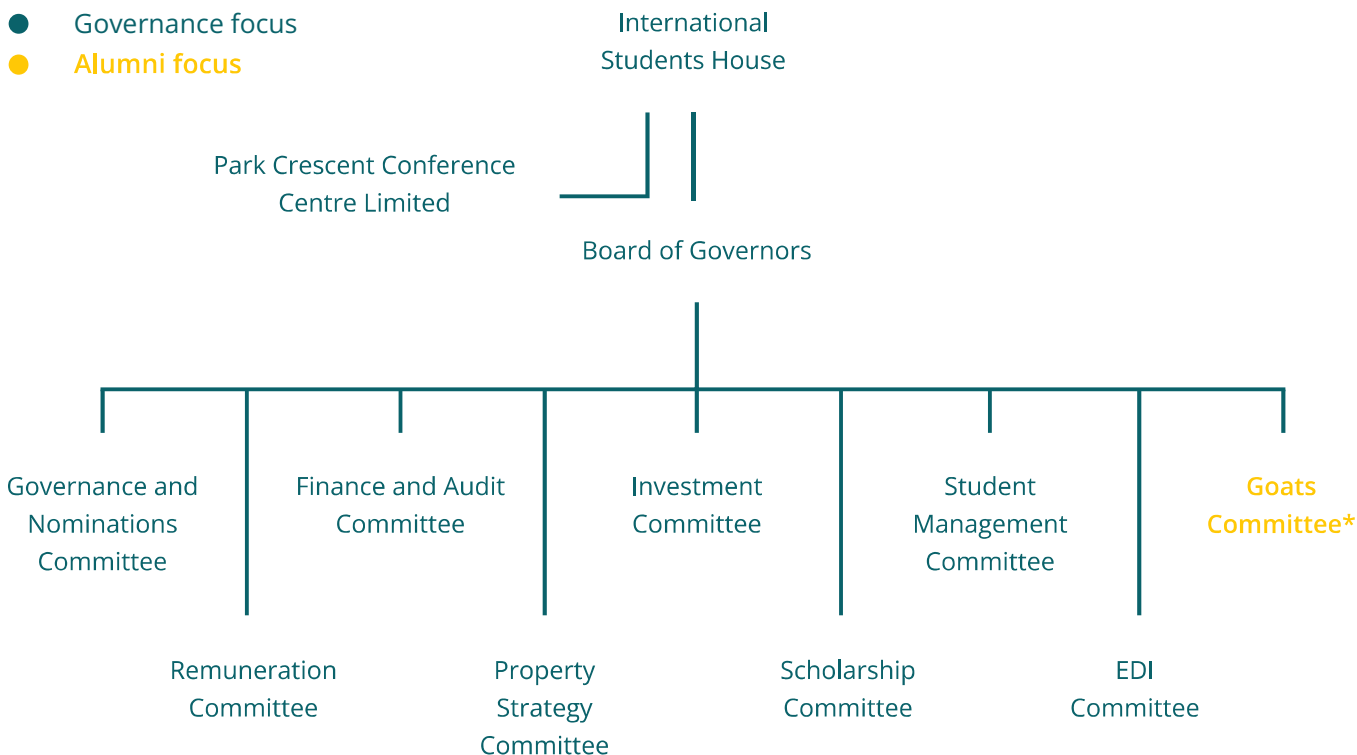 Governance focus
Alumni focus
International
Students House
Park Crescent Conference
Centre Limited
Board of Governors
Governance and
Nominations
Committee
Finance and Audit
Committee
Investment
Committee
Student
Management
Committee
Goats
Committee*
Remuneration
Committee
Property
Strategy
Committee
Scholarship
Committee
EDI
Committee